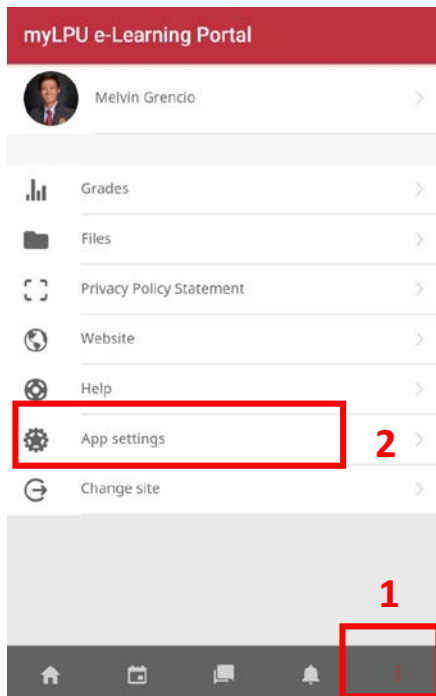 myLPU e-Learning Portal
Melvin Grencio
Grades
Files
Privacy Policy Statement
Website
Help
App settings
2
Change site
1